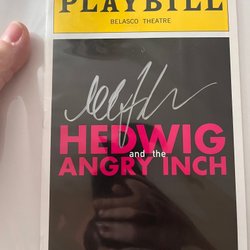 PLAYBILL
BELASCO THEATRE
HEDWIG
and the
ANGRY INCH